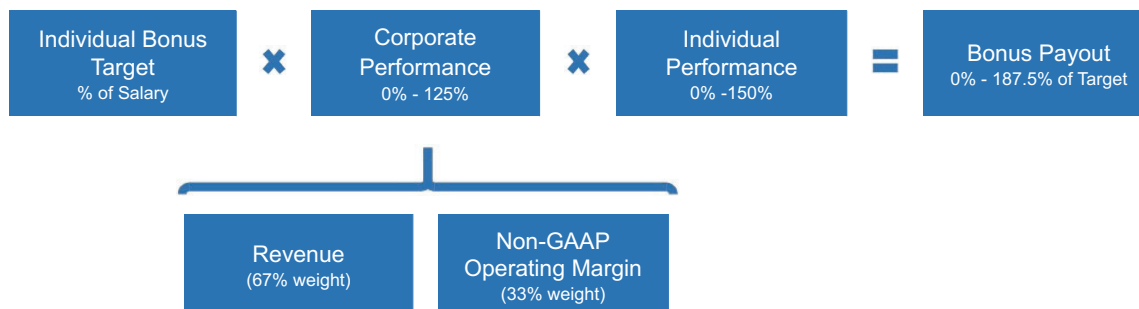 Individual Bonus
Target
% of Salary
×
Corporate
Performance
0% - 125%
×
Individual
Performance
0% -150%
=
Bonus Payout
0% - 187.5% of Target
Revenue
(67% weight)
Non-GAAP
Operating Margin
(33% weight)